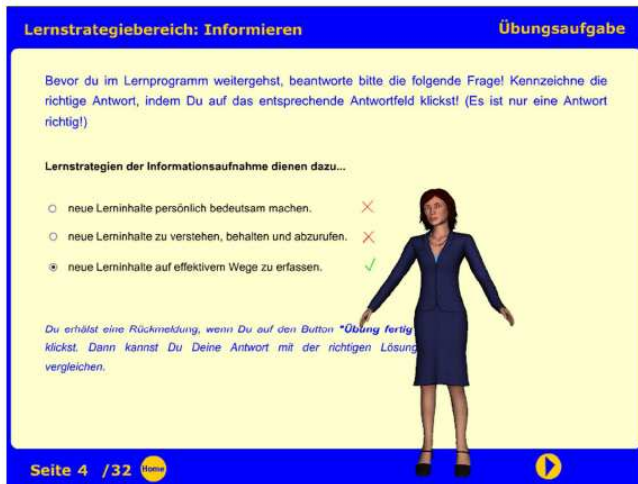 Lernstrategiebereich: Informieren
Übungsaufgabe
Bevor du im Lernprogramm weitergehst, beantworte bitte die folgende Frage! Kennzeichne die
richtige Antwort, indem Du auf das entsprechende Antwortfeld klickst! (Es ist nur eine Antwort
richtig!)
Lernstrategien der Informationsaufnahme dienen dazu...
neue Lerninhalte persönlich bedeutsam machen.
neue Lerninhalte zu verstehen, behalten und abzurufen.
neue Lerninhalte auf effektivem Wege zu erfassen.
Du erhälst eine Rückmeldung, wenn Du auf den Button "Übung fertig"
klickst. Dann kannst Du Deine Antwort mit der richtigen Lösung
vergleichen.
Seite 4 /32 Home